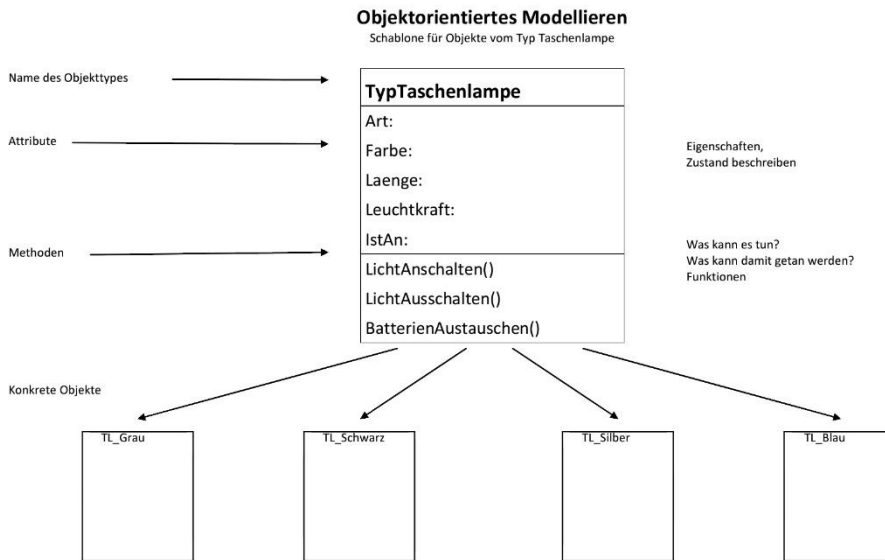 Objektorientiertes Modellieren
Schablone für Objekte vom Typ Taschenlampe
Name des Objekttypes
TypTaschenlampe
Attribute
Art:
Farbe:
Laenge:
Leuchtkraft:
IstAn:
Eigenschaften,
Zustand beschreiben
Methoden
LichtAnschalten()
LichtAusschalten()
BatterienAustauschen()
Was kann es tun?
Was kann damit getan werden?
Funktionen
Konkrete Objekte
TL_Grau
TL_Schwarz
TL_Silber
TL_Blau